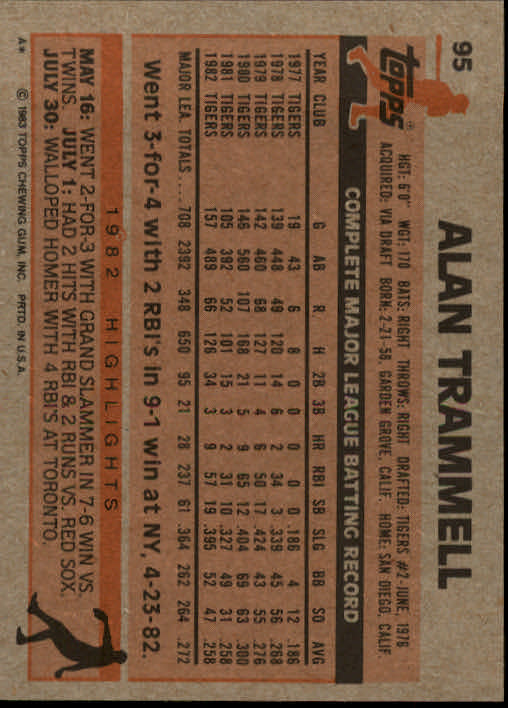 95
topps®
ALAN TRAMMELL
HGT: 6'0" WGT: 170 BATS: RIGHT THROWS: RIGHT DRAFTED: TIGERS #2-JUNE, 1976
ACQUIRED: VIA DRAFT BORN: 2-21-58, GARDEN GROVE, CALIF. HOME: SAN DIEGO, CALIF.
COMPLETE MAJOR LEAGUE BATTING RECORD
YEAR CLUB G AB R H 2B 3B HR RBI SB SLG BB SO AVG
1977 TIGERS 19 43 6 8 0 0 0 0 0 .186 4 12 .186
1978 TIGERS 139 448 49 120 14 6 2 34 3 .339 45 56 .268
1979 TIGERS 142 460 68 127 11 4 6 50 17 .424 43 55 .276
1980 TIGERS 146 560 107 168 21 5 9 65 12 .404 69 63 .300
1981 TIGERS 105 392 52 101 15 3 2 31 10 .327 49 31 .258
1982 TIGERS 157 489 66 126 34 3 9 57 19 .395 52 47 .258
MAJOR LEA. TOTALS .... 708 2392 348 650 95 21 28 237 61 .364 262 264 .272
Went 3-for-4 with 2 RBI's in 9-1 win at NY, 4-23-82.
1982 HIGHLIGHTS
MAY 16: WENT 2-FOR-3 WITH GRAND SLAMMER IN 7-6 WIN VS.
TWINS. JULY 1: HAD 2 HITS WITH RBI & 2 RUNS VS. RED SOX.
JULY 30: WALLOPED HOMER WITH 4 RBI'S AT TORONTO.
A* © 1983 TOPPS CHEWING GUM, INC. PRTD. IN U.S.A.